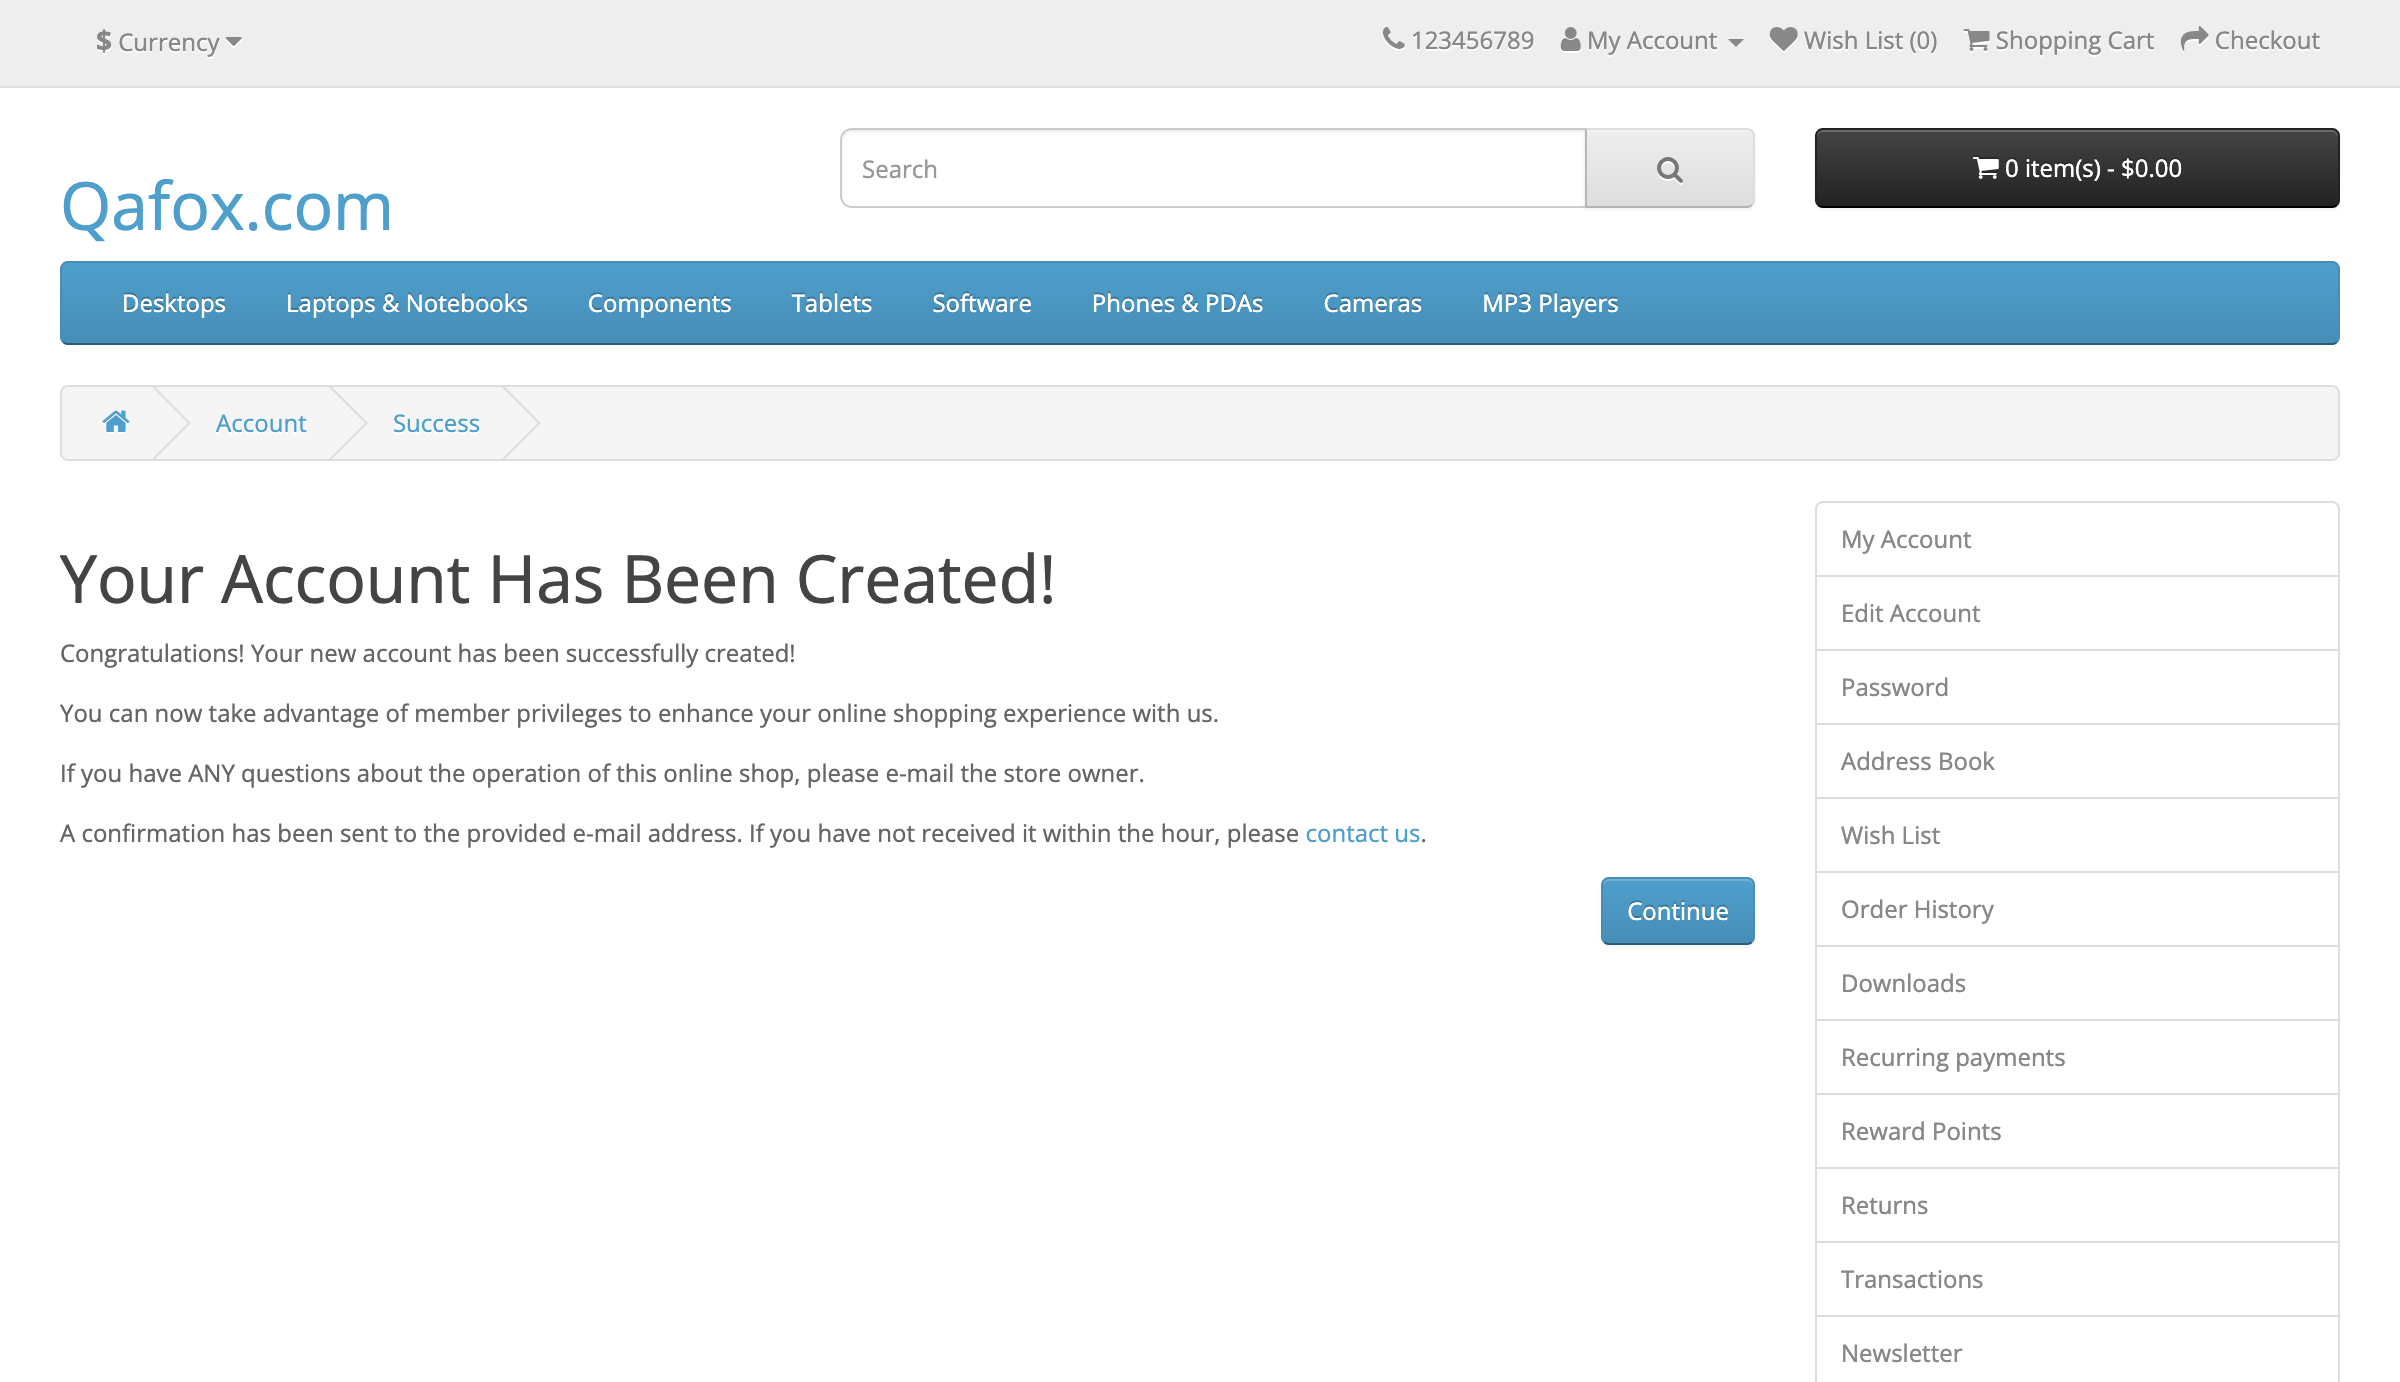 $ Currency
123456789 My Account Wish List (0) Shopping Cart Checkout
Qafox.com
Search
0 item(s) - $0.00
Desktops Laptops & Notebooks Components Tablets Software Phones & PDAs Cameras MP3 Players
Account Success
Your Account Has Been Created!
Congratulations! Your new account has been successfully created!
You can now take advantage of member privileges to enhance your online shopping experience with us.
If you have ANY questions about the operation of this online shop, please e-mail the store owner.
A confirmation has been sent to the provided e-mail address. If you have not received it within the hour, please contact us.
Continue
My Account
Edit Account
Password
Address Book
Wish List
Order History
Downloads
Recurring payments
Reward Points
Returns
Transactions
Newsletter